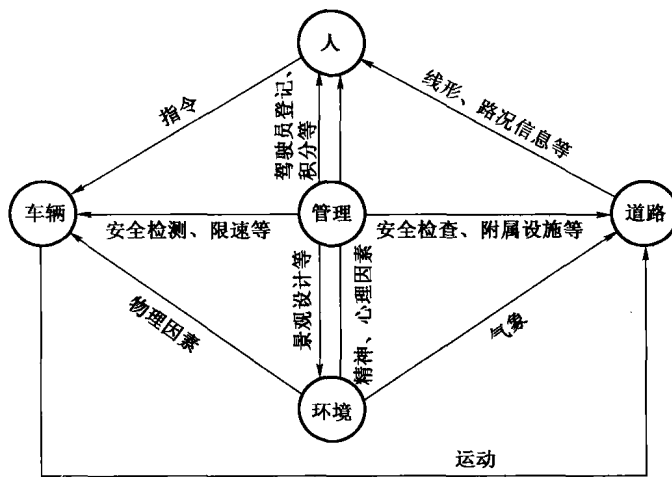 人
指令
驾驶员登记、
积分等
线形、路况信息等
车辆
安全检测、限速等
管理
安全检查、附属设施等
道路
物理因素
景观设计等
精神、心理因素
气象
环境
运动